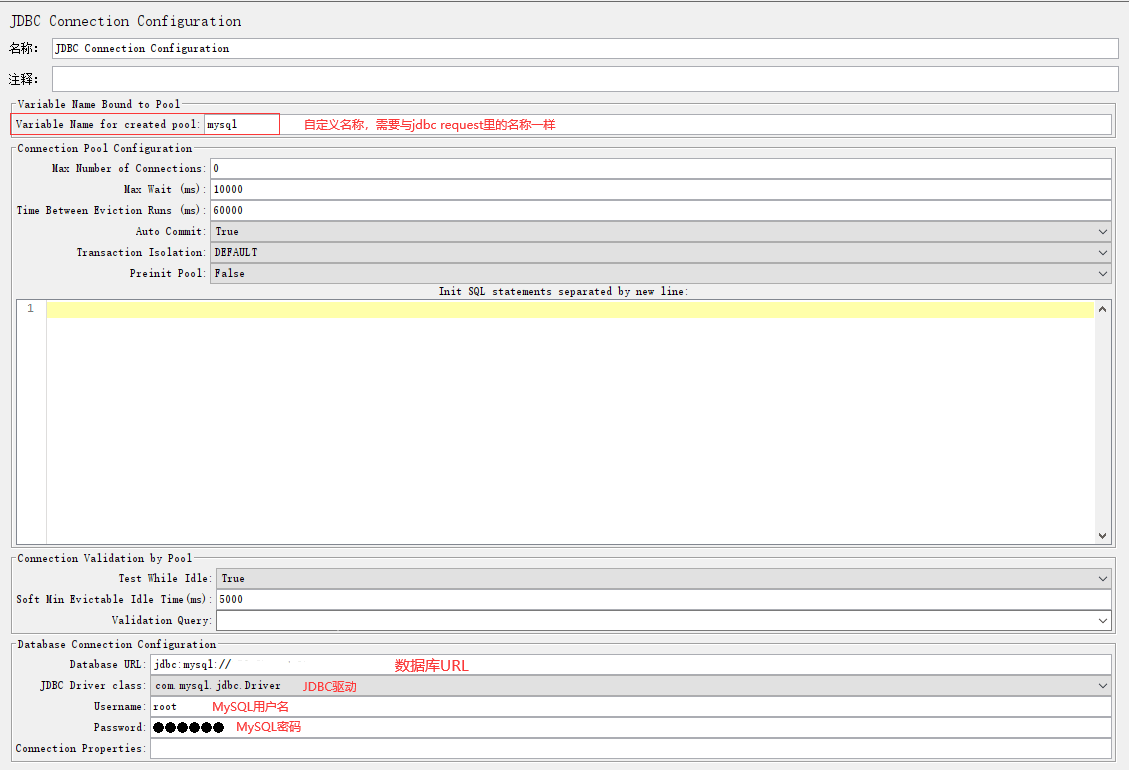 JDBC Connection Configuration
名称： JDBC Connection Configuration
注释：
Variable Name Bound to Pool
Variable Name for created pool: mysql 自定义名称，需要与jdbc request里的名称一样
Connection Pool Configuration
Max Number of Connections: 0
Max Wait (ms): 10000
Time Between Eviction Runs (ms): 60000
Auto Commit: True
Transaction Isolation: DEFAULT
Preinit Pool: False
Init SQL statements separated by new line:
1
Connection Validation by Pool
Test While Idle: True
Soft Min Evictable Idle Time(ms): 5000
Validation Query:
Database Connection Configuration
Database URL: jdbc:mysql:// 数据库URL
JDBC Driver class: com.mysql.jdbc.Driver JDBC驱动
Username: root MySQL用户名
Password: ●●●●●● MySQL密码
Connection Properties: